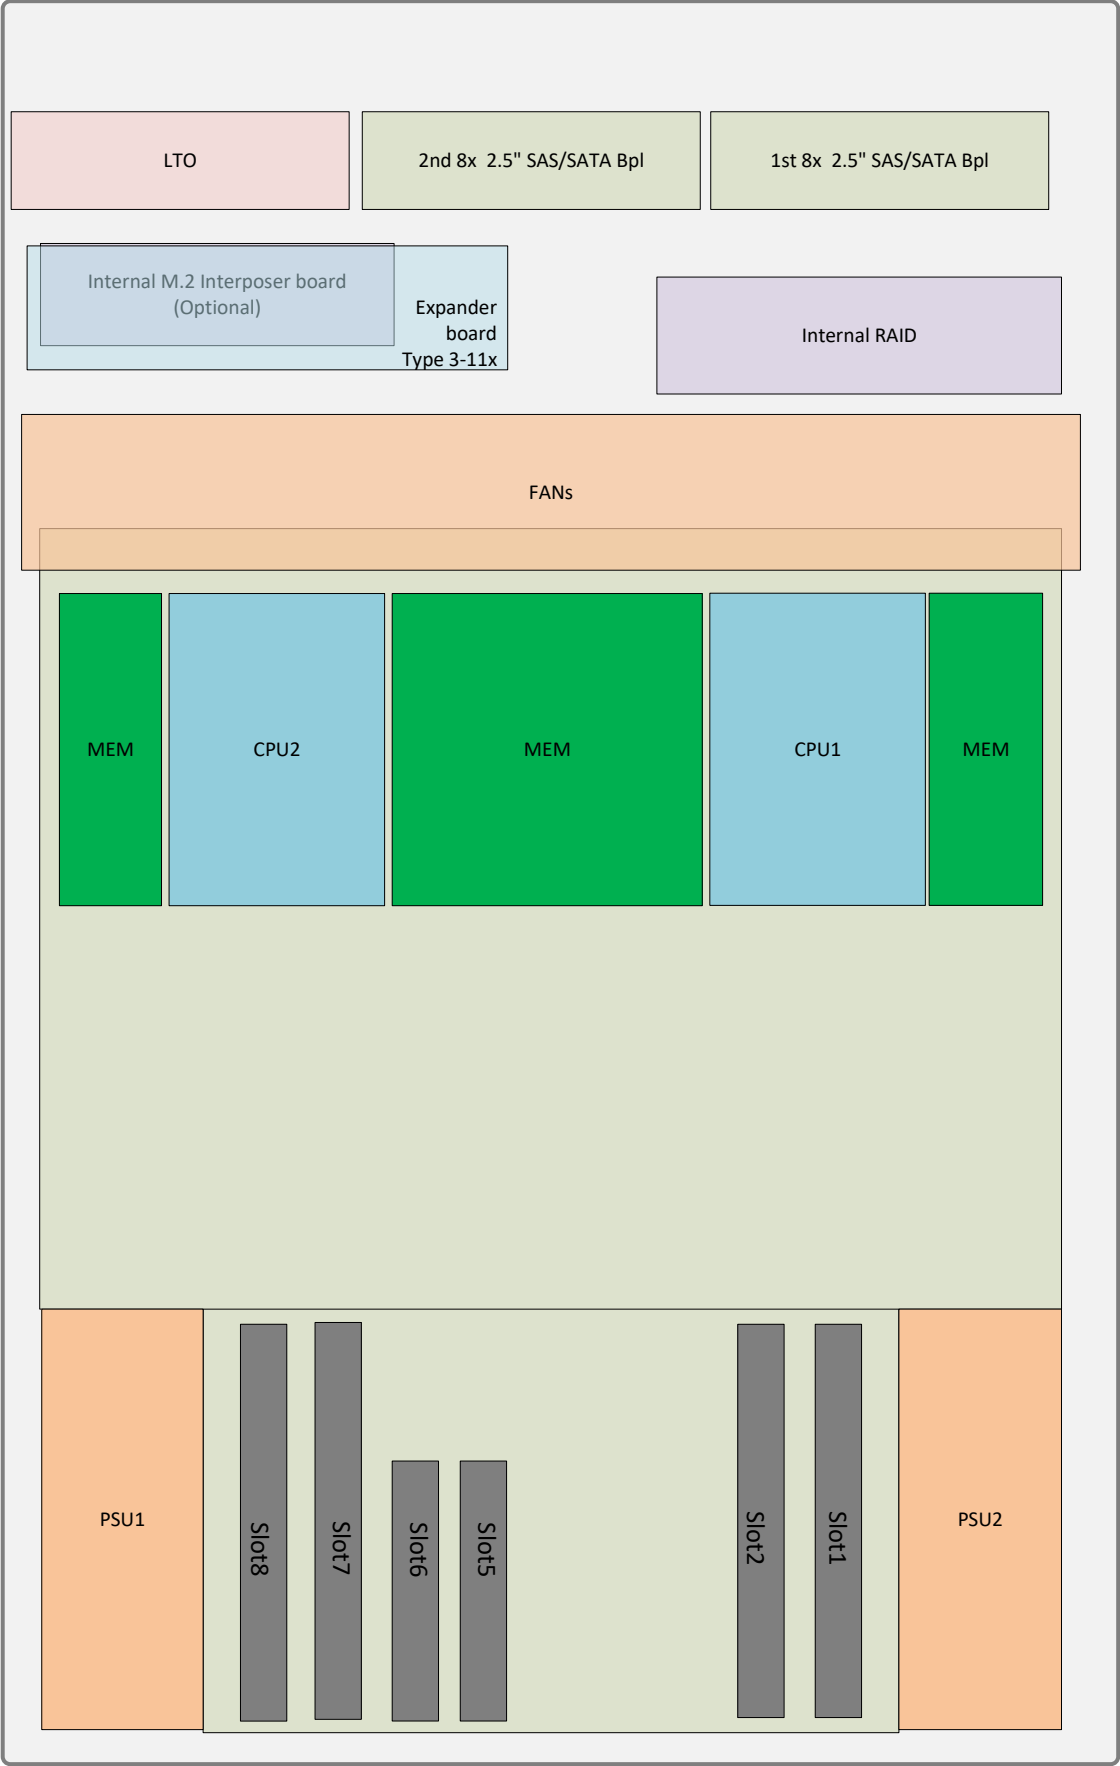 LTO
2nd 8x  2.5" SAS/SATA Bpl
1st 8x  2.5" SAS/SATA Bpl
Internal M.2 Interposer board
(Optional)
Expander
board
Type 3-11x
Internal RAID
FANs
MEM
CPU2
MEM
CPU1
MEM
PSU1
Slot8
Slot7
Slot6
Slot5
Slot2
Slot1
PSU2